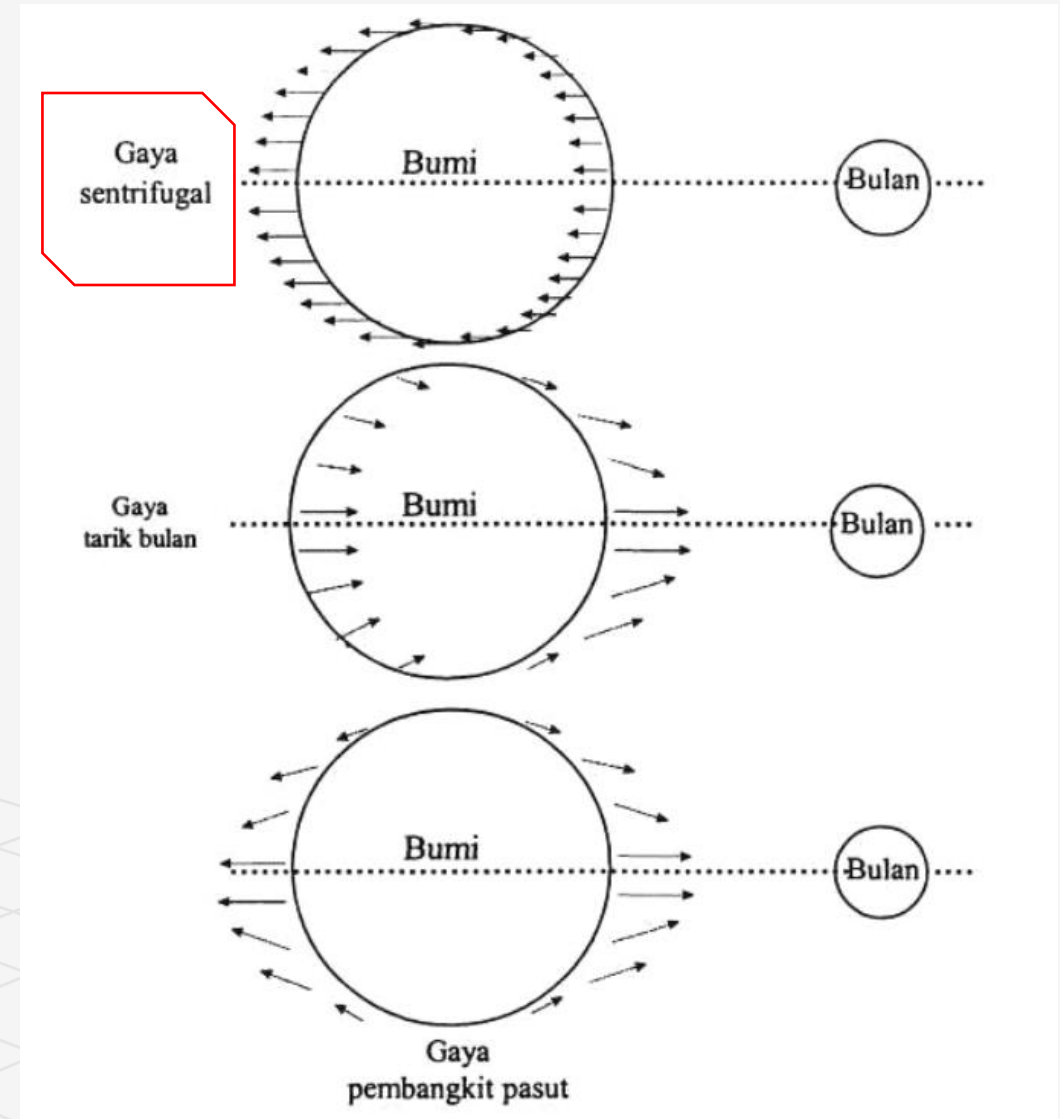 Gaya
sentrifugal
Bumi
Bulan
Gaya
tarik bulan
Bumi
Bulan
Bumi
Bulan
Gaya
pembangkit pasut